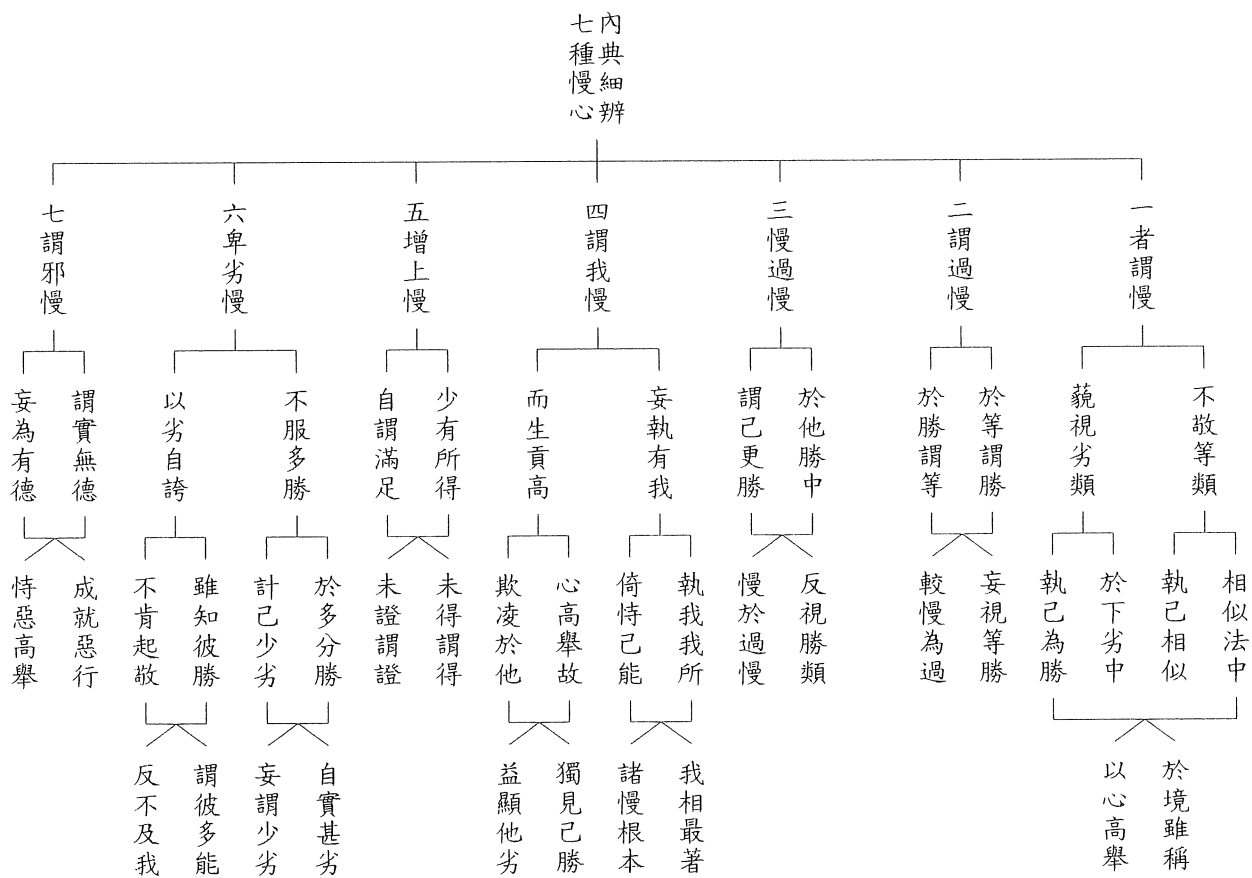 內典細辨
七種慢心
一者謂慢
不敬等類
相似法中
執己相似
藐視劣類
於下劣中
執己為勝
於境雖稱
以心高舉
二謂過慢
於等謂勝
於勝謂等
妄視等勝
較慢為過
三慢過慢
於他勝中
謂己更勝
反視勝類
慢於過慢
四謂我慢
妄執有我
執我我所
倚恃己能
我相最著
諸慢根本
而生貢高
心高舉故
欺凌於他
獨見己勝
益顯他劣
五增上慢
少有所得
自謂滿足
未得謂得
未證謂證
六卑劣慢
不服多勝
於多分勝
計己少劣
自實甚劣
妄謂少劣
以劣自誇
雖知彼勝
不肯起敬
謂彼多能
反不及我
七謂邪慢
謂實無德
妄為有德
成就惡行
恃惡高舉